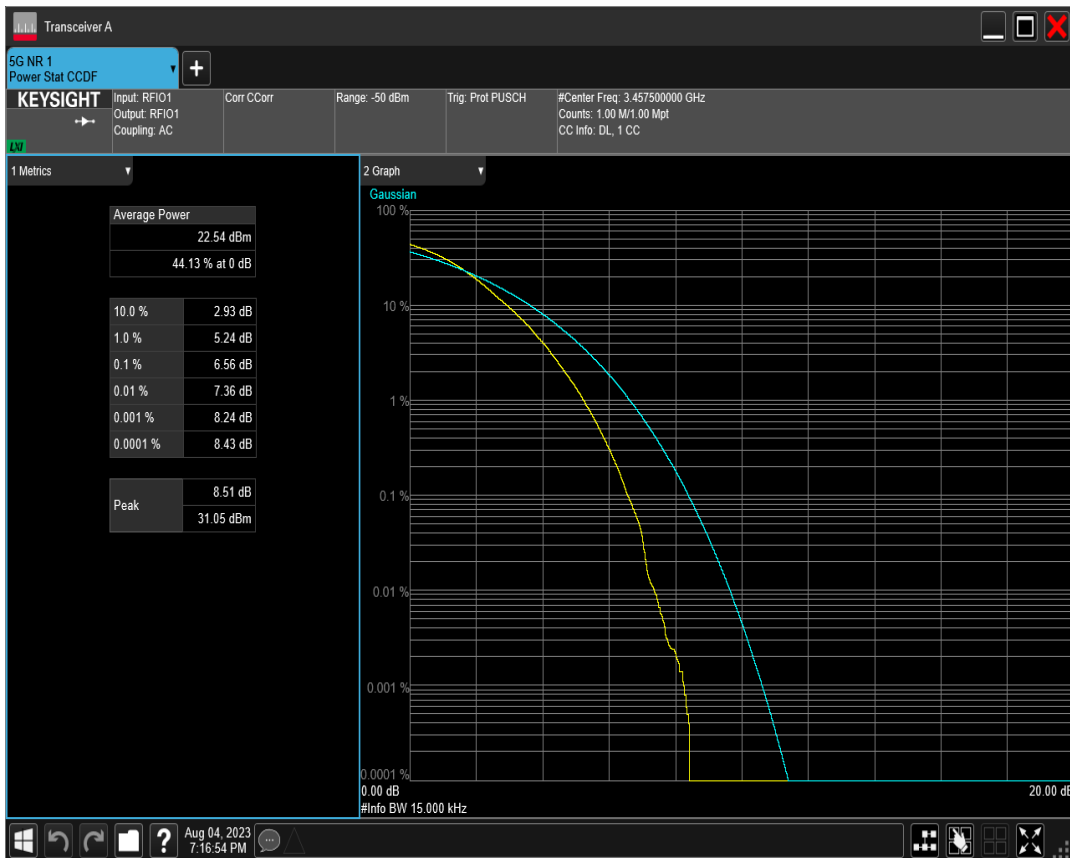 Transceiver A
5G NR 1
Power Stat CCDF
+
KEYSIGHT
LXI
Input: RFIO1
Output: RFIO1
Coupling: AC
Corr CCorr
Range: -50 dBm
Trig: Prot PUSCH
#Center Freq: 3.457500000 GHz
Counts: 1.00 M/1.00 Mpt
CC Info: DL, 1 CC
1 Metrics
Average Power
22.54 dBm
44.13 % at 0 dB
10.0 % 2.93 dB
1.0 % 5.24 dB
0.1 % 6.56 dB
0.01 % 7.36 dB
0.001 % 8.24 dB
0.0001 % 8.43 dB
Peak
8.51 dB
31.05 dBm
2 Graph
Gaussian
100 %
10 %
1 %
0.1 %
0.01 %
0.001 %
0.0001 %
0.00 dB 20.00 dB
#Info BW 15.000 kHz
?
Aug 04, 2023
7:16:54 PM